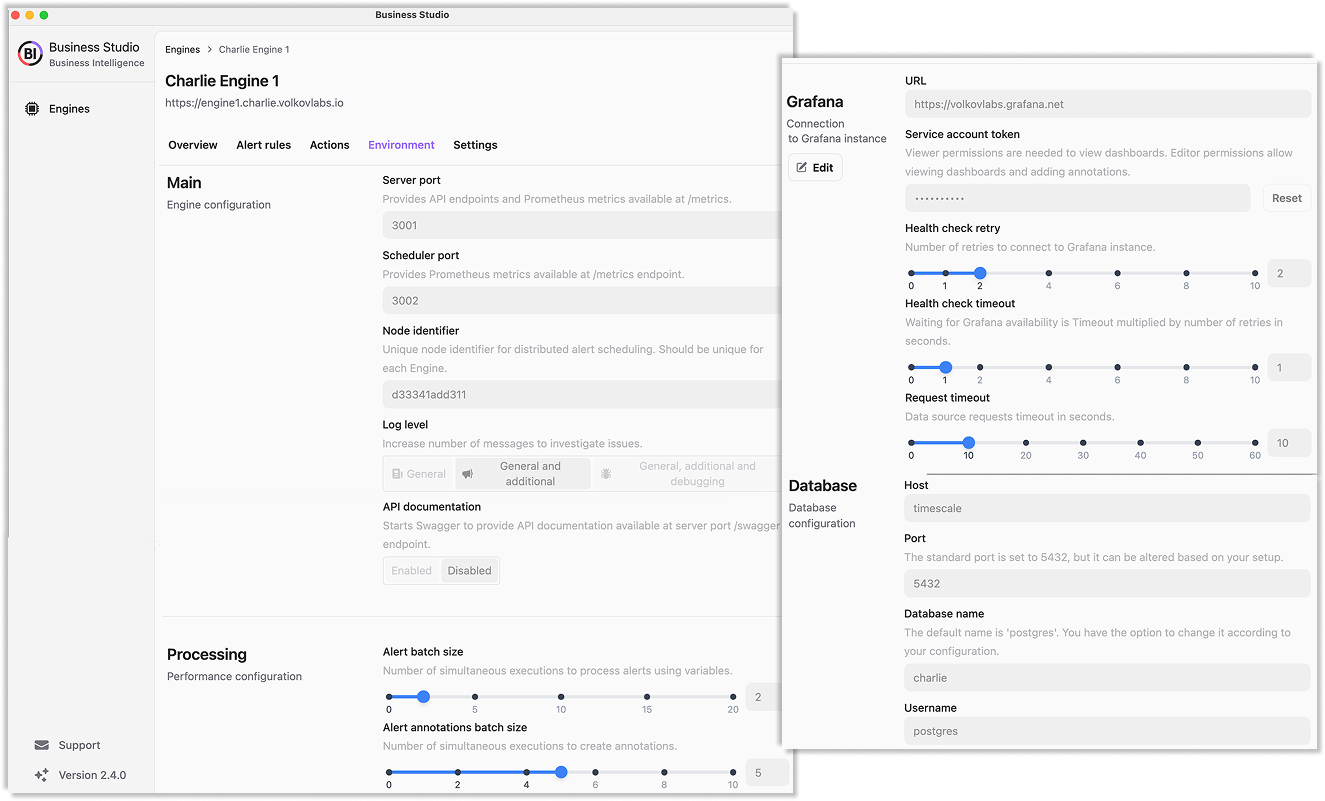 Business Studio
BI
Business Studio
Business Intelligence
Engines
Support
Version 2.4.0
Engines > Charlie Engine 1
Charlie Engine 1
https://engine1.charlie.volkovlabs.io
Overview Alert rules Actions Environment Settings
Main
Engine configuration
Server port
Provides API endpoints and Prometheus metrics available at /metrics.
3001
Scheduler port
Provides Prometheus metrics available at /metrics endpoint.
3002
Node identifier
Unique node identifier for distributed alert scheduling. Should be unique for
each Engine.
d33341add311
Log level
Increase number of messages to investigate issues.
General
General and
additional
General, additional and
debugging
API documentation
Starts Swagger to provide API documentation available at server port /swagger
endpoint.
Enabled Disabled
Processing
Performance configuration
Alert batch size
Number of simultaneous executions to process alerts using variables.
2
0 5 10 15 20
Alert annotations batch size
Number of simultaneous executions to create annotations.
5
0 2 4 6 8 10
Grafana
Connection
to Grafana instance
Edit
URL
https://volkovlabs.grafana.net
Service account token
Viewer permissions are needed to view dashboards. Editor permissions allow
viewing dashboards and adding annotations.
•••••••••• Reset
Health check retry
Number of retries to connect to Grafana instance.
2
0 1 2 4 6 8 10
Health check timeout
Waiting for Grafana availability is Timeout multiplied by number of retries in
seconds.
1
0 1 2 4 6 8 10
Request timeout
Data source requests timeout in seconds.
10
0 10 20 30 40 50 60
Database
Database
configuration
Host
timescale
Port
The standard port is set to 5432, but it can be altered based on your setup.
5432
Database name
The default name is 'postgres'. You have the option to change it according to
your configuration.
charlie
Username
postgres